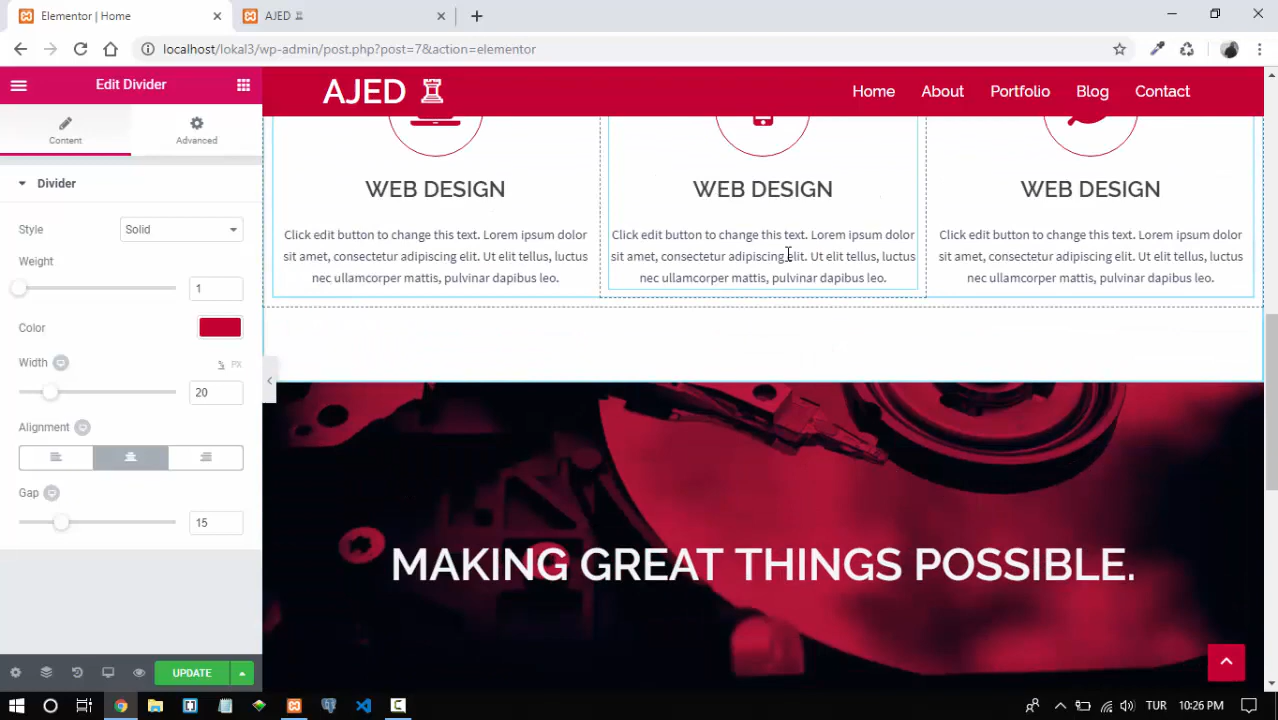 Elementor | Home
AJED
localhost/lokal3/wp-admin/post.php?post=7&action=elementor
Edit Divider
Content
Advanced
Divider
Style
Solid
Weight
1
Color
Width
PX
20
Alignment
Gap
15
UPDATE
AJED
Home
About
Portfolio
Blog
Contact
WEB DESIGN
Click edit button to change this text. Lorem ipsum dolor
sit amet, consectetur adipiscing elit. Ut elit tellus, luctus
nec ullamcorper mattis, pulvinar dapibus leo.
WEB DESIGN
Click edit button to change this text. Lorem ipsum dolor
sit amet, consectetur adipiscing elit. Ut elit tellus, luctus
nec ullamcorper mattis, pulvinar dapibus leo.
WEB DESIGN
Click edit button to change this text. Lorem ipsum dolor
sit amet, consectetur adipiscing elit. Ut elit tellus, luctus
nec ullamcorper mattis, pulvinar dapibus leo.
MAKING GREAT THINGS POSSIBLE.
TUR
10:26 PM